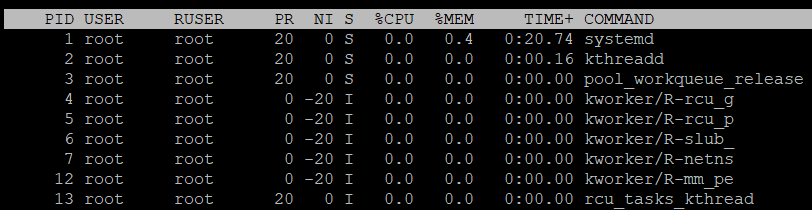 PID USER RUSER PR NI S %CPU %MEM TIME+ COMMAND
1 root root 20 0 S 0.0 0.4 0:20.74 systemd
2 root root 20 0 S 0.0 0.0 0:00.16 kthreadd
3 root root 20 0 S 0.0 0.0 0:00.00 pool_workqueue_release
4 root root 0 -20 I 0.0 0.0 0:00.00 kworker/R-rcu_g
5 root root 0 -20 I 0.0 0.0 0:00.00 kworker/R-rcu_p
6 root root 0 -20 I 0.0 0.0 0:00.00 kworker/R-slub_
7 root root 0 -20 I 0.0 0.0 0:00.00 kworker/R-netns
12 root root 0 -20 I 0.0 0.0 0:00.00 kworker/R-mm_pe
13 root root 20 0 I 0.0 0.0 0:00.00 rcu_tasks_kthread